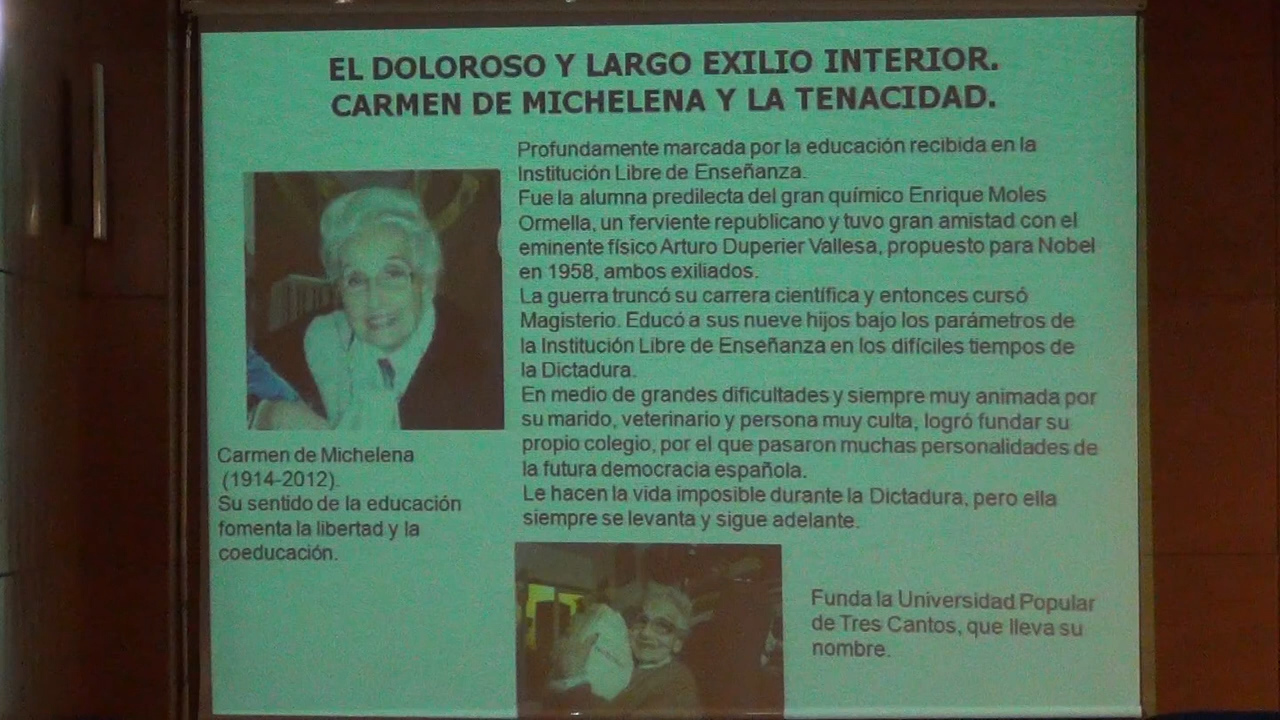 EL DOLOROSO Y LARGO EXILIO INTERIOR.
CARMEN DE MICHELENA Y LA TENACIDAD.
Profundamente marcada por la educación recibida en la
Institución Libre de Enseñanza.
Fue la alumna predilecta del gran químico Enrique Moles
Ormella, un ferviente republicano y tuvo gran amistad con el
eminente físico Arturo Duperier Vallesa, propuesto para Nobel
en 1958, ambos exiliados.
La guerra truncó su carrera científica y entonces cursó
Magisterio. Educó a sus nueve hijos bajo los parámetros de
la Institución Libre de Enseñanza en los difíciles tiempos de
la Dictadura.
En medio de grandes dificultades y siempre muy animada por
su marido, veterinario y persona muy culta, logró fundar su
propio colegio, por el que pasaron muchas personalidades de
la futura democracia española.
Le hacen la vida imposible durante la Dictadura, pero ella
siempre se levanta y sigue adelante.
Carmen de Michelena
(1914-2012).
Su sentido de la educación
fomenta la libertad y la
coeducación.
Funda la Universidad Popular
de Tres Cantos, que lleva su
nombre.